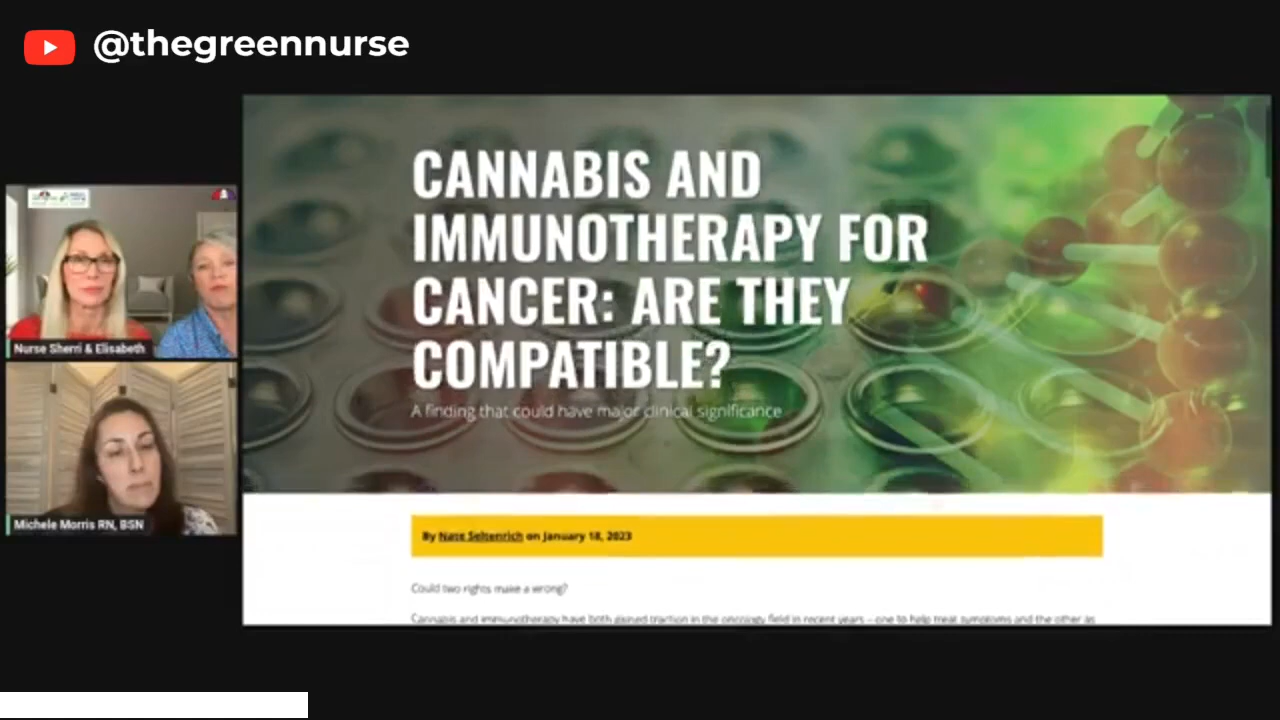 @thegreennurse
CANNABIS AND
IMMUNOTHERAPY FOR
CANCER: ARE THEY
COMPATIBLE?
A finding that could have major clinical significance
Nurse Sherri & Elisabeth
Michele Morris RN, BSN
By Nate Seltenrich on January 18, 2023
Could two rights make a wrong?
Cannabis and immunotherapy have both gained traction in the oncology field in recent years – one to help treat symptoms and the other as